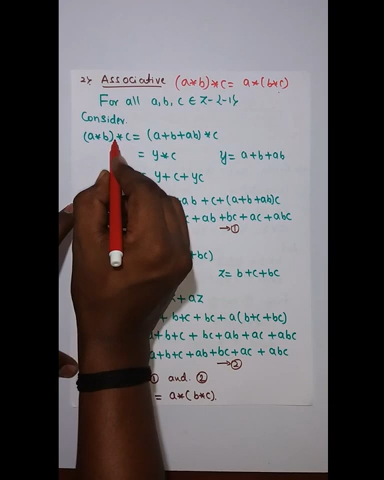 2) Associative (a*b)*c = a*(b*c)
For all a,b,c ∈ Z-{-1}
Consider
(a*b)*c = (a+b+ab)*c
= y*c y = a+b+ab
= y+c+yc
ab + c + (a+b+ab)c
+ c + ab + bc + ac + abc
→①
+bc)
z = b+c+bc
+ az
+ b+c + bc + a(b+c+bc)
a+b+c + bc + ab + ac + abc
a+b+c + ab + bc + ac + abc
→②
① and ②
= a*(b*c).